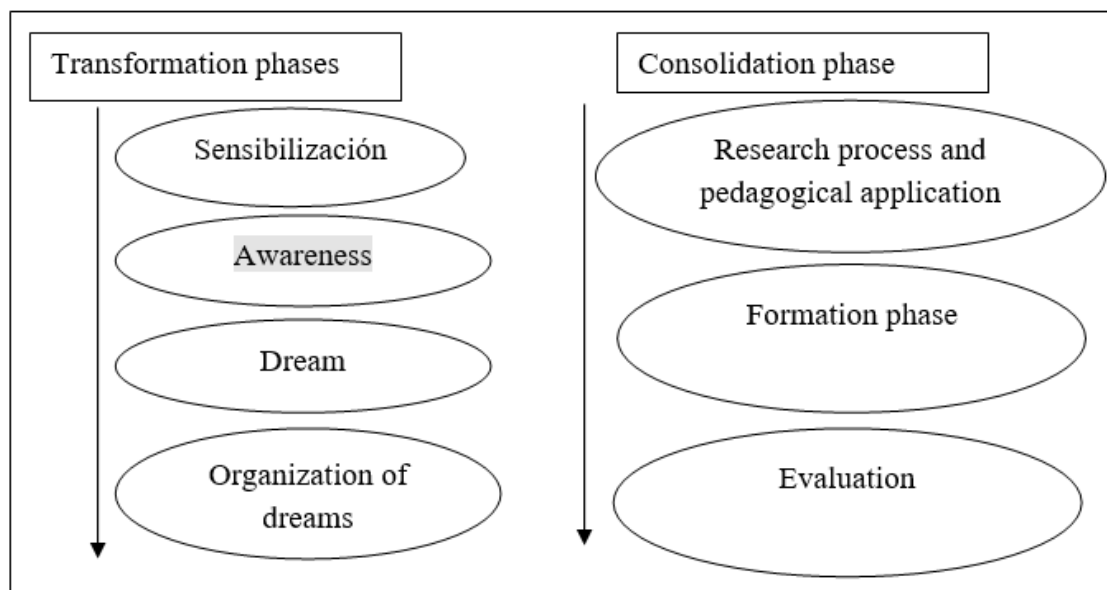 Transformation phases
Sensibilización
Awareness
Dream
Organization of
dreams
Consolidation phase
Research process and
pedagogical application
Formation phase
Evaluation